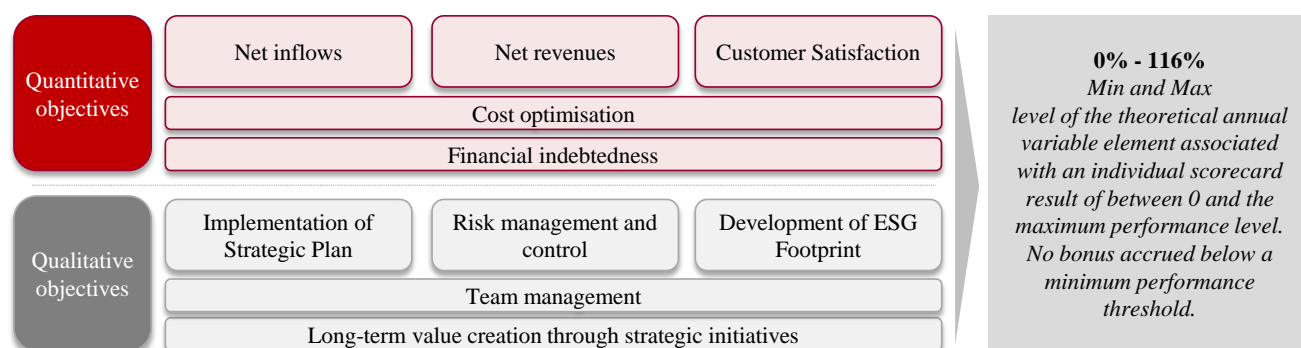 Quantitative
objectives
Net inflows
Net revenues
Customer Satisfaction
Cost optimisation
Financial indebtedness
Qualitative
objectives
Implementation of
Strategic Plan
Risk management and
control
Development of ESG
Footprint
Team management
Long-term value creation through strategic initiatives
0% - 116%
Min and Max
level of the theoretical annual
variable element associated
with an individual scorecard
result of between 0 and the
maximum performance level.
No bonus accrued below a
minimum performance
threshold.